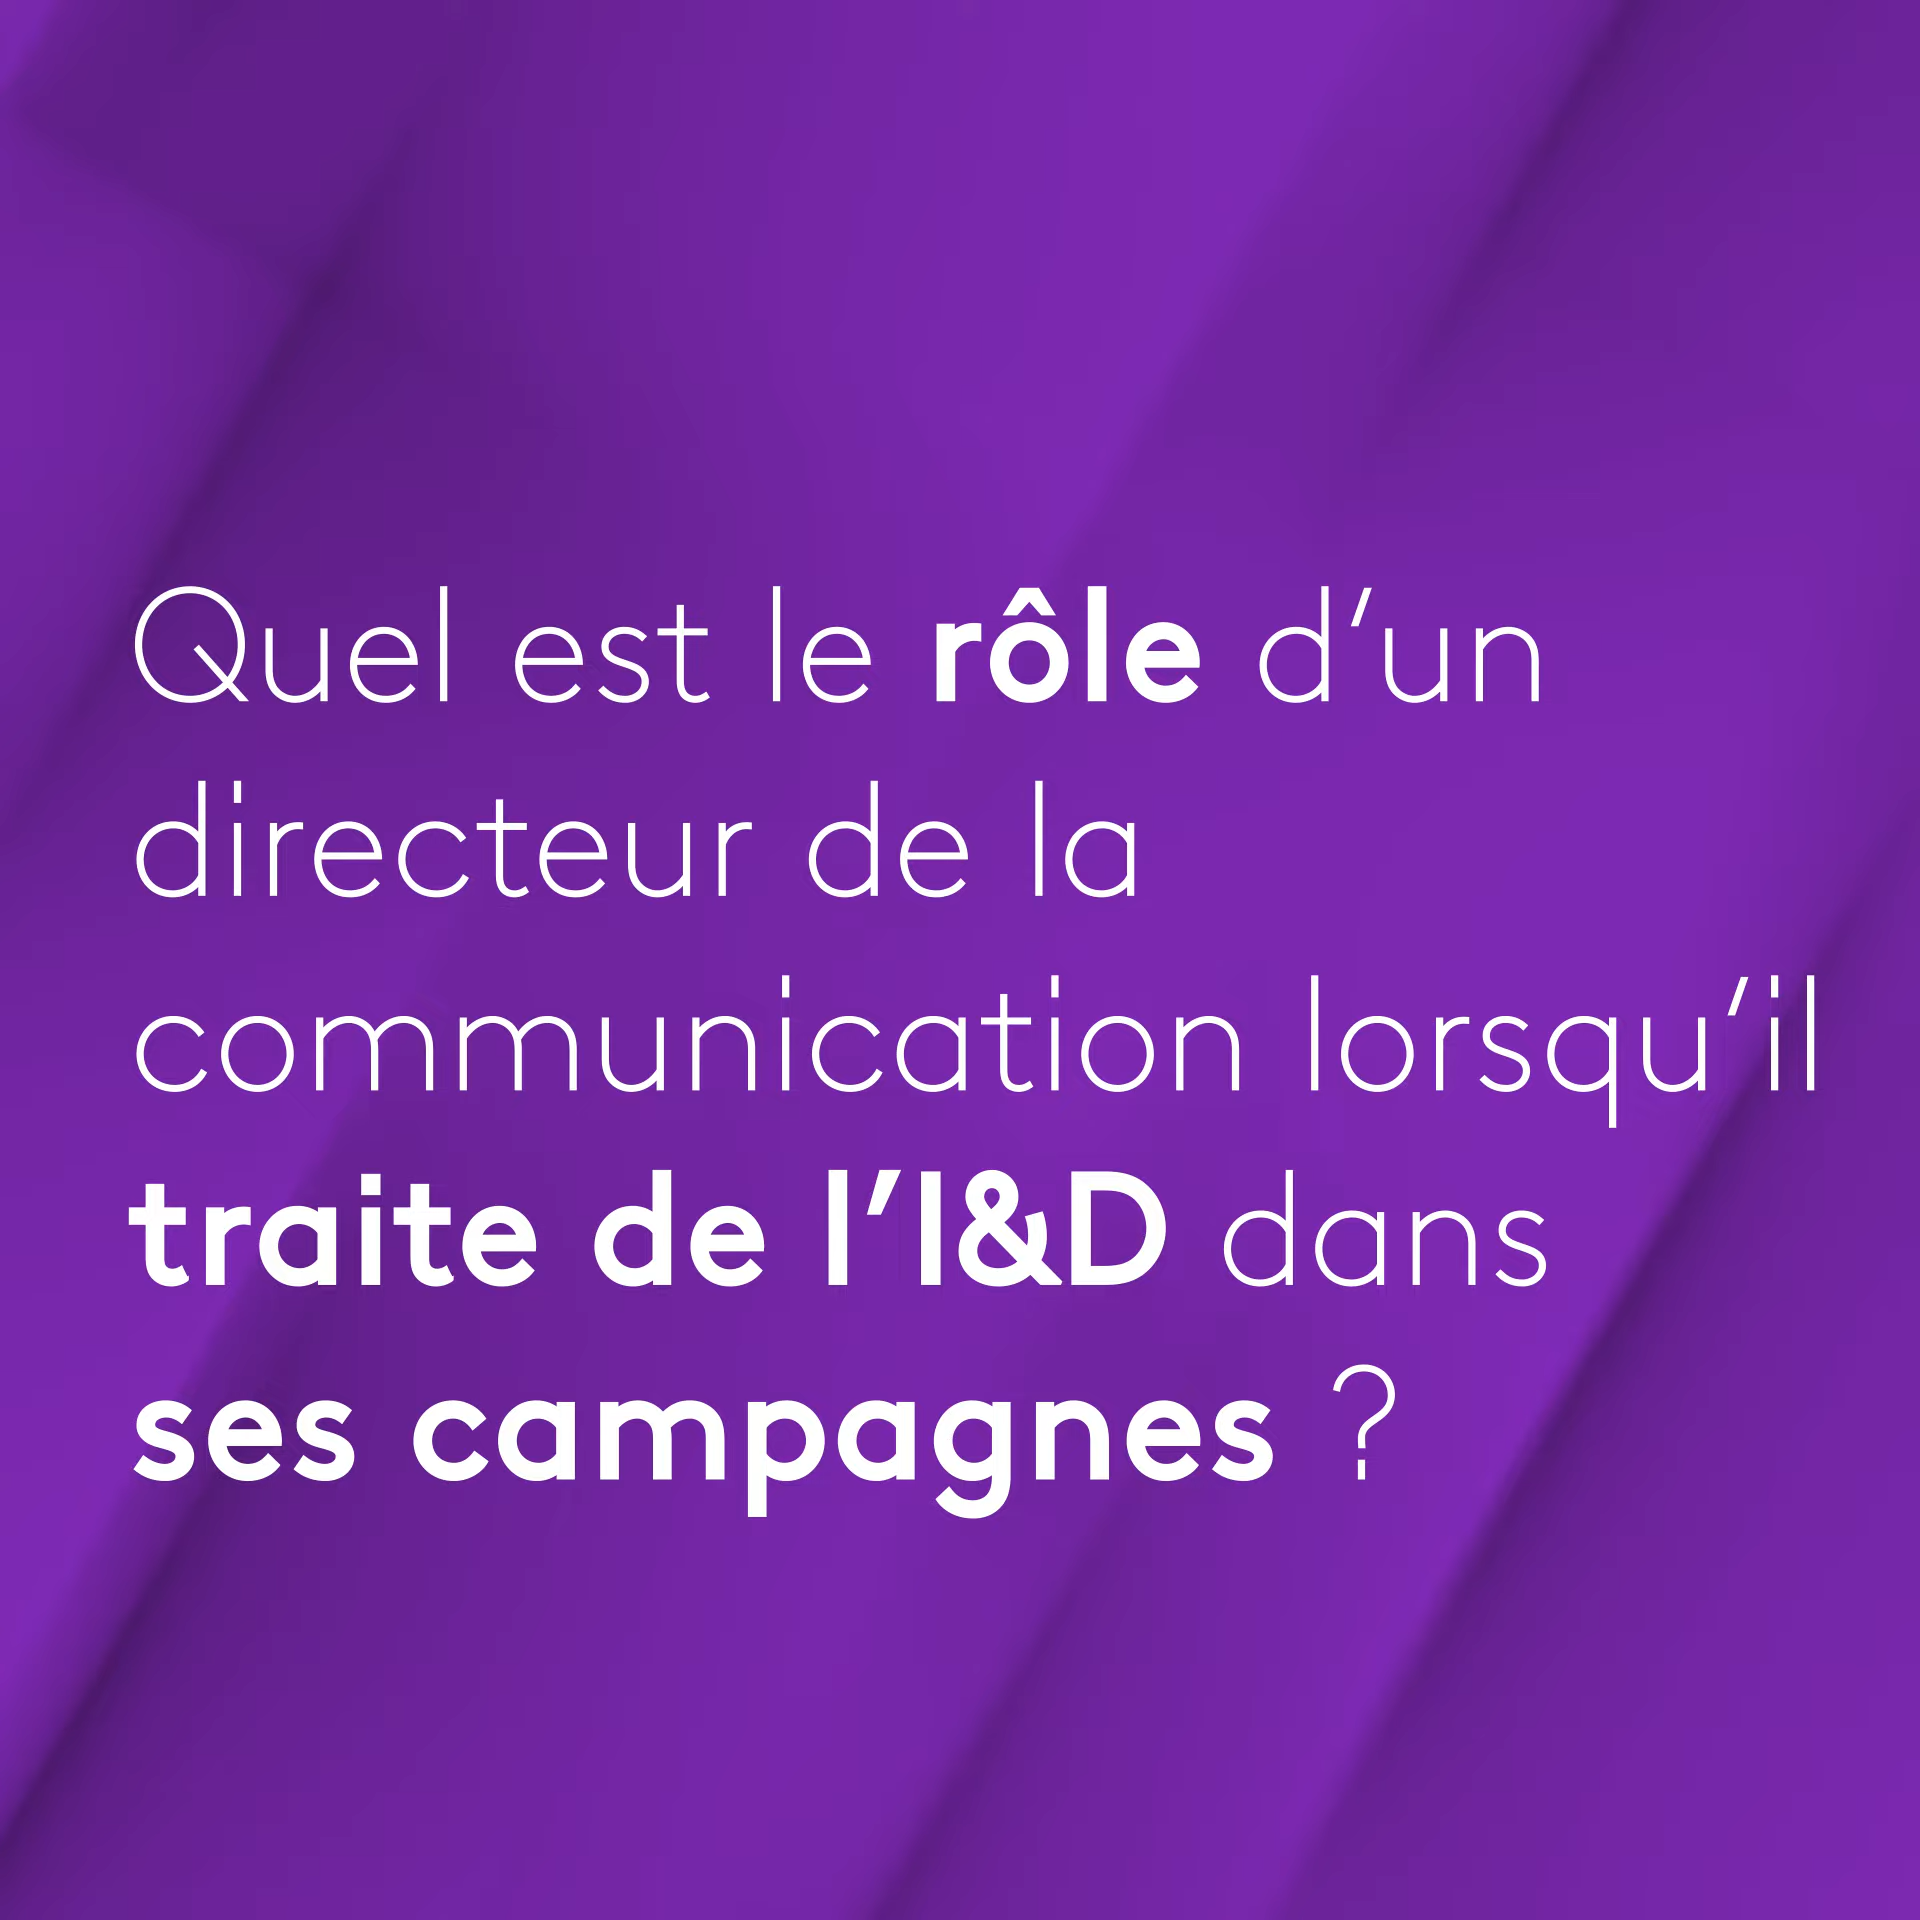 Quel est le rôle d’un
directeur de la
communication lorsqu’il
traite de l’I&D dans
ses campagnes ?